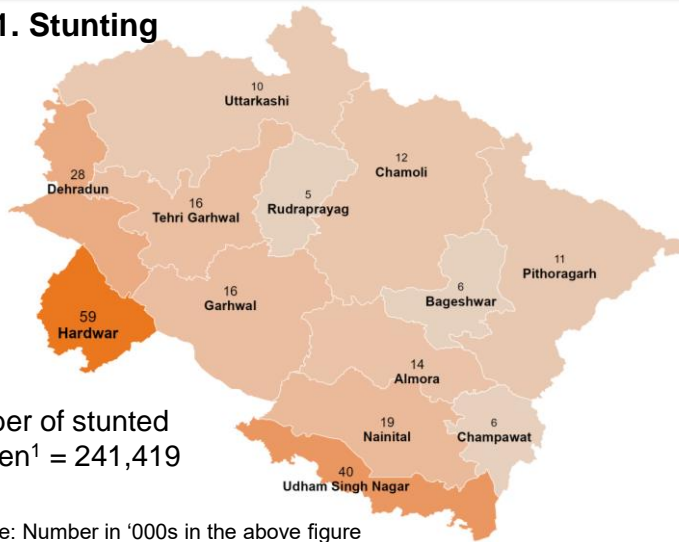 1. Stunting
10
Uttarkashi
12
Chamoli
28
Dehradun
16
Tehri Garhwal
5
Rudraprayag
11
Pithoragarh
16
Garhwal
6
Bageshwar
59
Hardwar
14
Almora
19
Nainital
6
Champawat
40
Udham Singh Nagar
of stunted
¹ = 241,419
: Number in ‘000s in the above figure